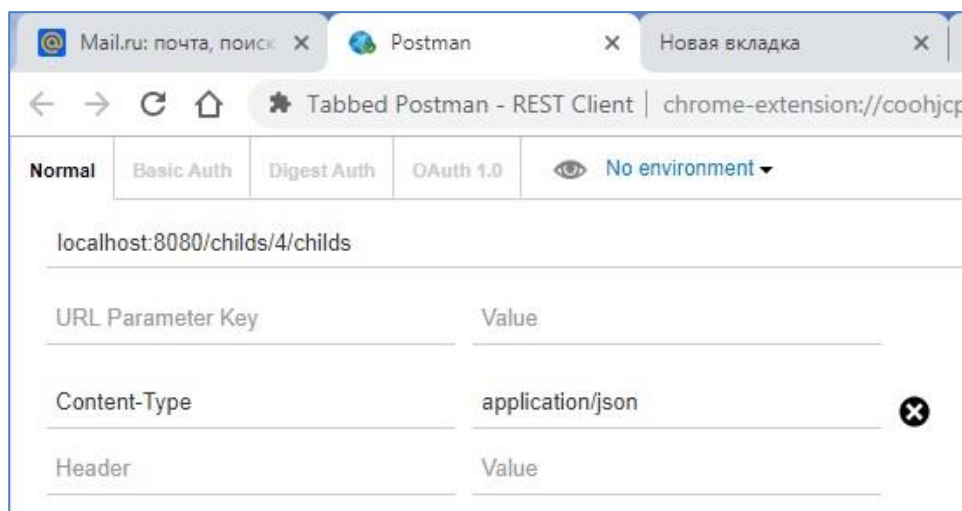 Mail.ru: почта, поиск Postman Новая вкладка
Tabbed Postman - REST Client | chrome-extension://coohjcp
Normal Basic Auth Digest Auth OAuth 1.0 No environment
localhost:8080/childs/4/childs
URL Parameter Key Value
Content-Type application/json
Header Value